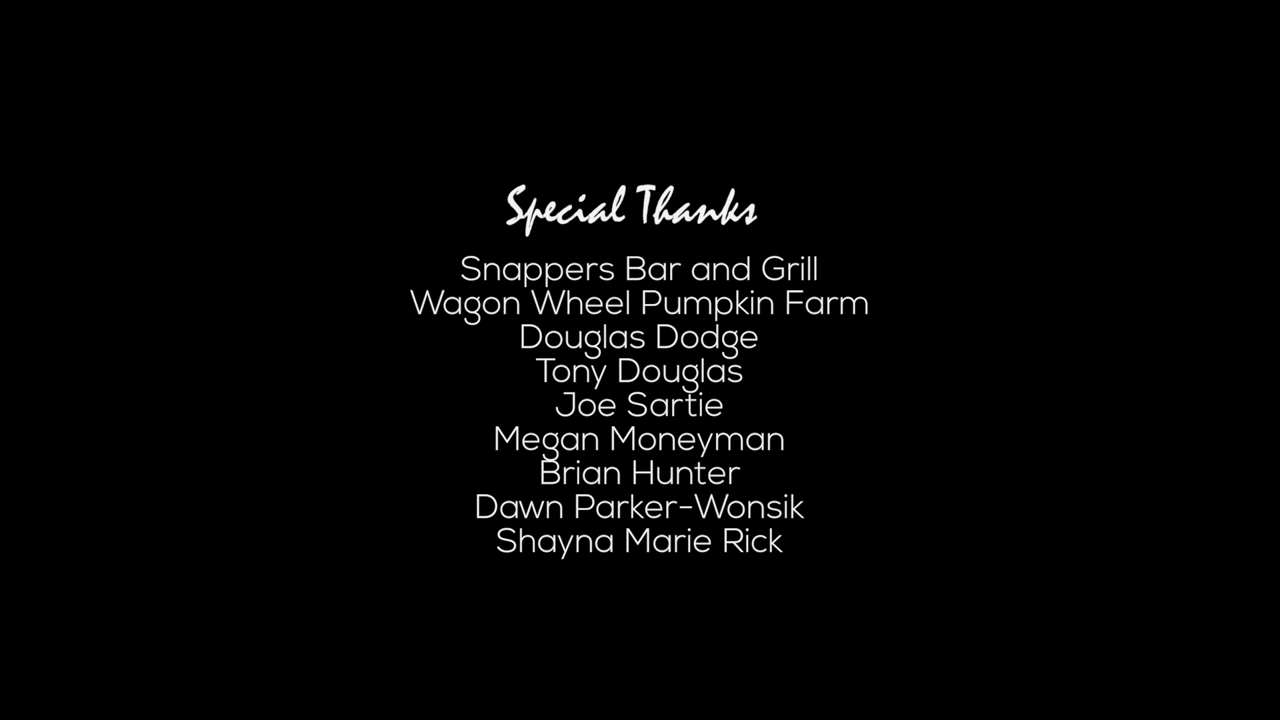 Special Thanks
Snappers Bar and Grill
Wagon Wheel Pumpkin Farm
Douglas Dodge
Tony Douglas
Joe Sartie
Megan Moneyman
Brian Hunter
Dawn Parker-Wonsik
Shayna Marie Rick